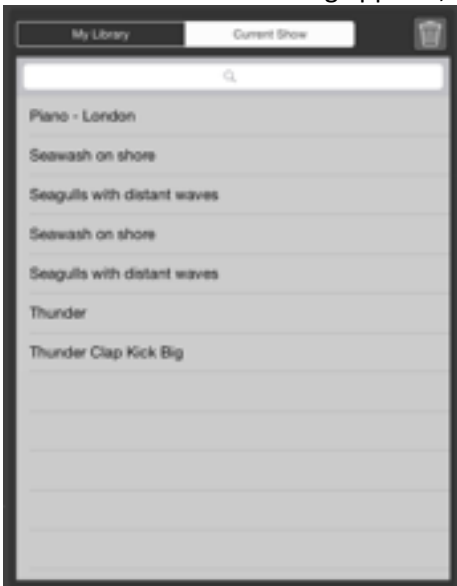 My Library Current Show
Piano - London
Seawash on shore
Seagulls with distant waves
Seawash on shore
Seagulls with distant waves
Thunder
Thunder Clap Kick Big